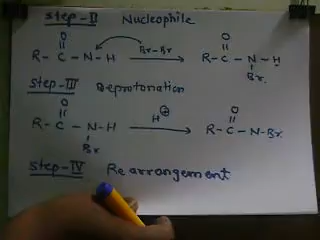 Step-II Nucleophile
O O
|| Br-Br ||
R-C-N-H → R-C-N-H
Br.
Step-III Deprotonation
O H⊕ O
|| ||
R-C-N-H → R-C-N-Br.
|
Br
Step-IV Rearrangement